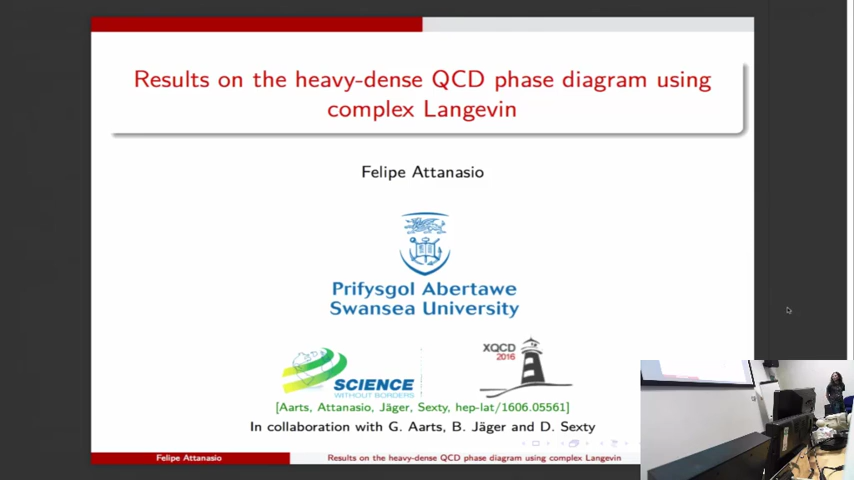 Results on the heavy-dense QCD phase diagram using
complex Langevin
Felipe Attanasio
Prifysgol Abertawe
Swansea University
SCIENCE
WITHOUT BORDERS
XQCD
2016
[Aarts, Attanasio, Jäger, Sexty, hep-lat/1606.05561]
In collaboration with G. Aarts, B. Jäger and D. Sexty
Felipe Attanasio
Results on the heavy-dense QCD phase diagram using complex Langevin